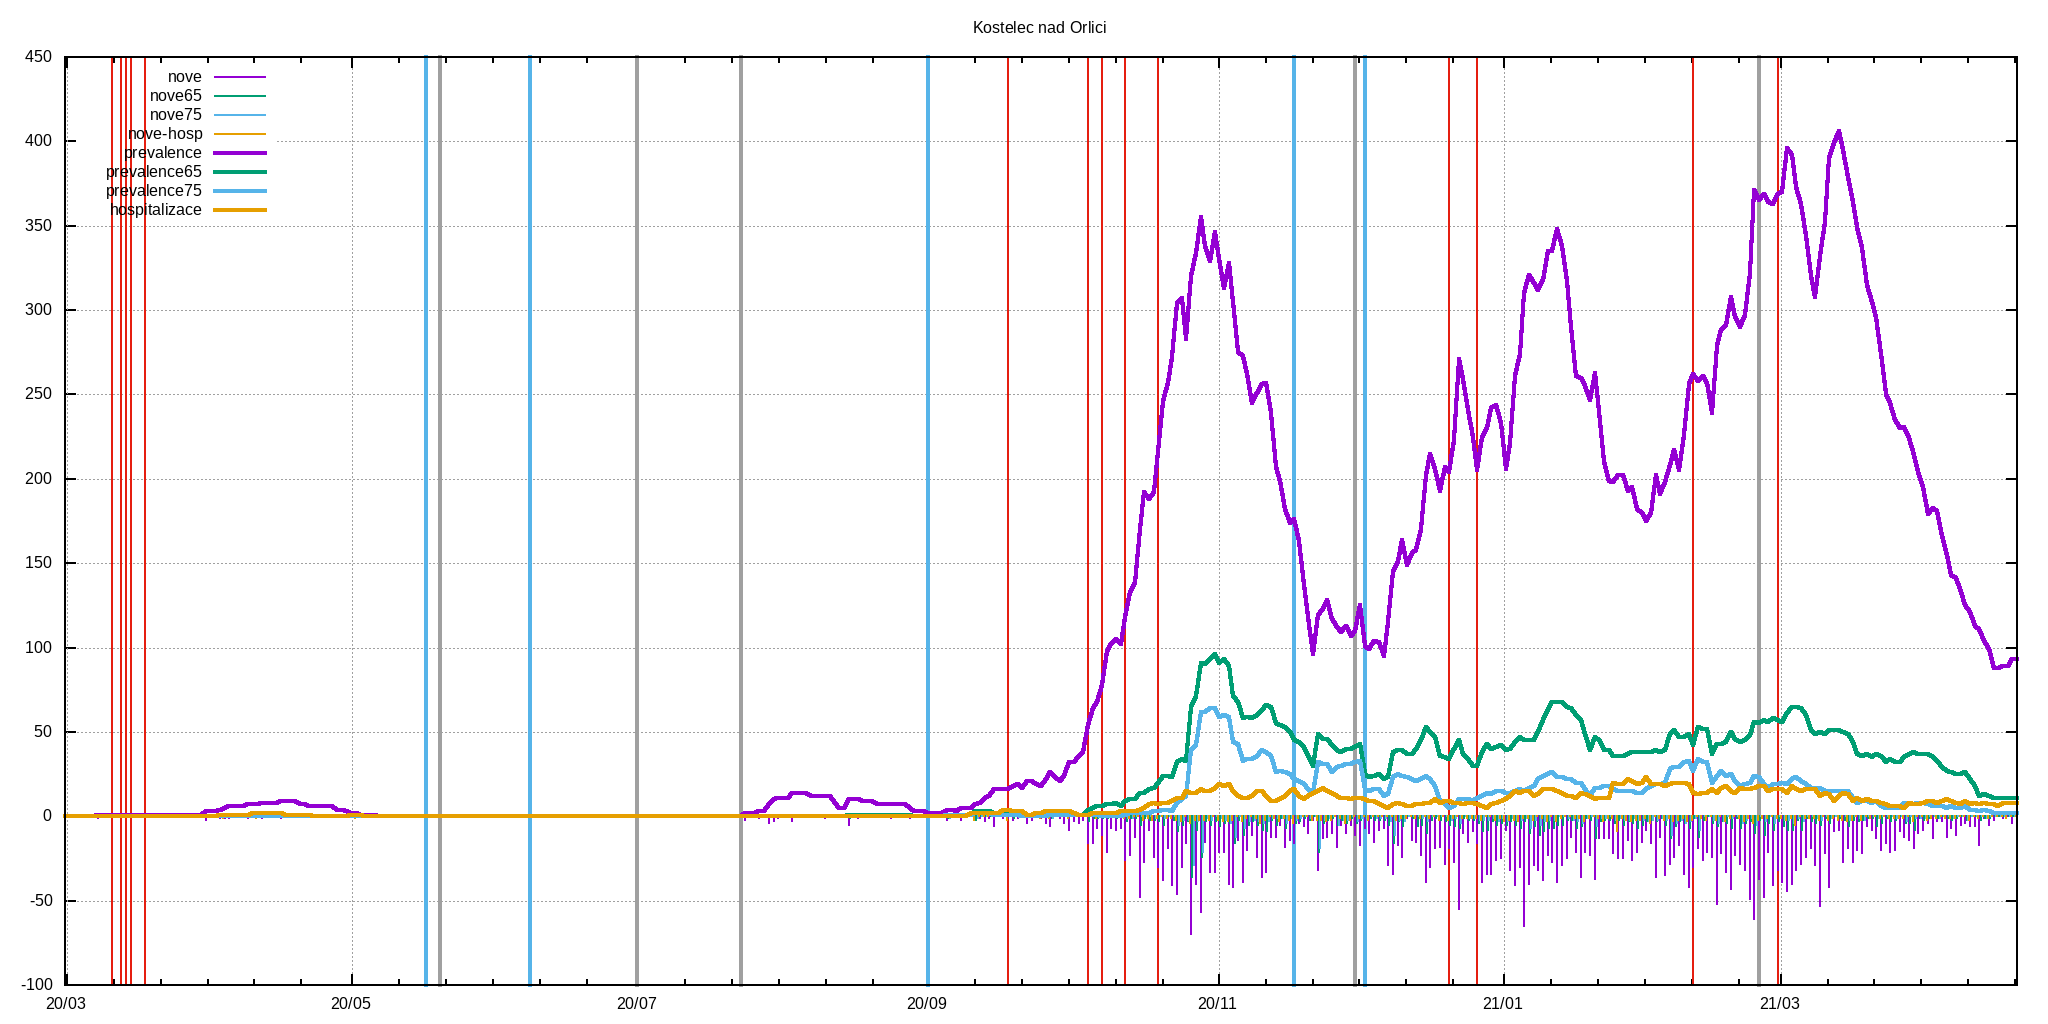 Kostelec nad Orlici
450
400
350
300
250
200
150
100
50
0
-50
-100
nove
nove65
nove75
nove-hosp
prevalence
prevalence65
prevalence75
hospitalizace
20/03 20/05 20/07 20/09 20/11 21/01 21/03